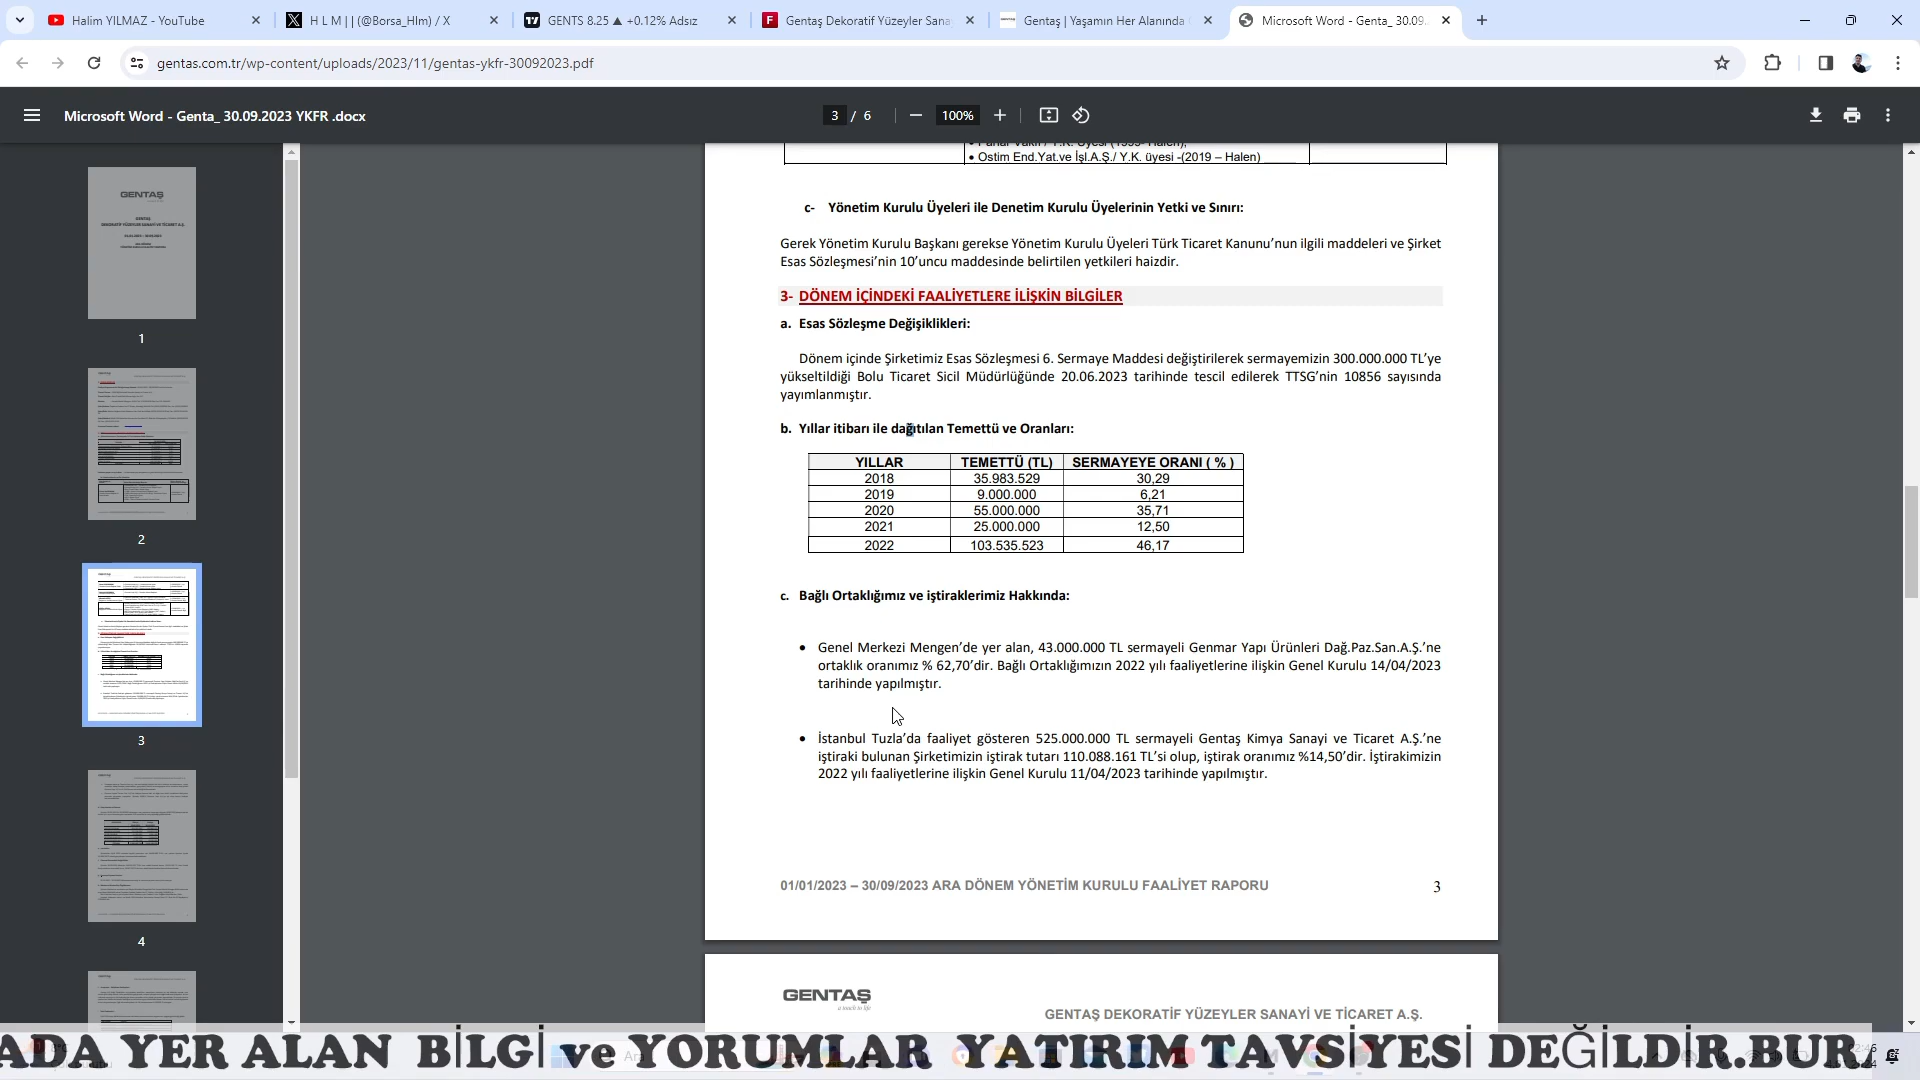 Halim YILMAZ - YouTube
H L M | | (@Borsa_Hlm) / X
GENTS 8.25 ▲ +0.12% Adsız
Gentaş Dekoratif Yüzeyler Sana
Gentaş | Yaşamın Her Alanında
Microsoft Word - Genta_ 30.09.
gentas.com.tr/wp-content/uploads/2023/11/gentas-ykfr-30092023.pdf
Microsoft Word - Genta_ 30.09.2023 YKFR .docx
3 / 6
100%
1
2
3
4
• Ostim End.Yat.ve İşl.A.Ş./ Y.K. üyesi -(2019 – Halen)
c- Yönetim Kurulu Üyeleri ile Denetim Kurulu Üyelerinin Yetki ve Sınırı:
Gerek Yönetim Kurulu Başkanı gerekse Yönetim Kurulu Üyeleri Türk Ticaret Kanunu’nun ilgili maddeleri ve Şirket
Esas Sözleşmesi’nin 10’uncu maddesinde belirtilen yetkileri haizdir.
3- DÖNEM İÇİNDEKİ FAALİYETLERE İLİŞKİN BİLGİLER
a. Esas Sözleşme Değişiklikleri:
Dönem içinde Şirketimiz Esas Sözleşmesi 6. Sermaye Maddesi değiştirilerek sermayemizin 300.000.000 TL’ye
yükseltildiği Bolu Ticaret Sicil Müdürlüğünde 20.06.2023 tarihinde tescil edilerek TTSG’nin 10856 sayısında
yayımlanmıştır.
b. Yıllar itibarı ile dağıtılan Temettü ve Oranları:
YILLAR TEMETTÜ (TL) SERMAYEYE ORANI ( % )
2018 35.983.529 30,29
2019 9.000.000 6,21
2020 55.000.000 35,71
2021 25.000.000 12,50
2022 103.535.523 46,17
c. Bağlı Ortaklığımız ve iştiraklerimiz Hakkında:
• Genel Merkezi Mengen’de yer alan, 43.000.000 TL sermayeli Genmar Yapı Ürünleri Dağ.Paz.San.A.Ş.’ne
ortaklık oranımız % 62,70’dir. Bağlı Ortaklığımızın 2022 yılı faaliyetlerine ilişkin Genel Kurulu 14/04/2023
tarihinde yapılmıştır.
• İstanbul Tuzla’da faaliyet gösteren 525.000.000 TL sermayeli Gentaş Kimya Sanayi ve Ticaret A.Ş.’ne
iştiraki bulunan Şirketimizin iştirak tutarı 110.088.161 TL’si olup, iştirak oranımız %14,50’dir. İştirakimizin
2022 yılı faaliyetlerine ilişkin Genel Kurulu 11/04/2023 tarihinde yapılmıştır.
01/01/2023 – 30/09/2023 ARA DÖNEM YÖNETİM KURULU FAALİYET RAPORU 3
GENTAŞ
a touch to life
GENTAŞ DEKORATİF YÜZEYLER SANAYİ VE TİCARET A.Ş.
ADA YER ALAN BİLGİ ve YORUMLAR YATIRIM TAVSİYESİ DEĞİLDİR.BUR